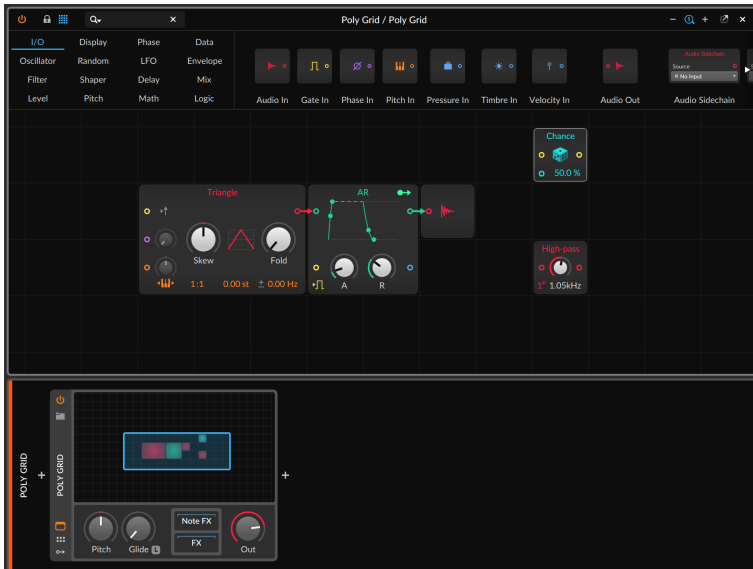 Poly Grid / Poly Grid
I/O Display Phase Data
Oscillator Random LFO Envelope
Filter Shaper Delay Mix
Level Pitch Math Logic
Audio In Gate In Phase In Pitch In Pressure In Timbre In Velocity In Audio Out Audio Sidechain
Audio Sidechain
Source
× No Input
Chance
50.0 %
Triangle
Skew Fold
1:1 0.00 st ± 0.00 Hz
AR
A R
High-pass
1" 1.05kHz
POLY GRID
POLY GRID
Pitch Glide L
Note FX
FX
Out